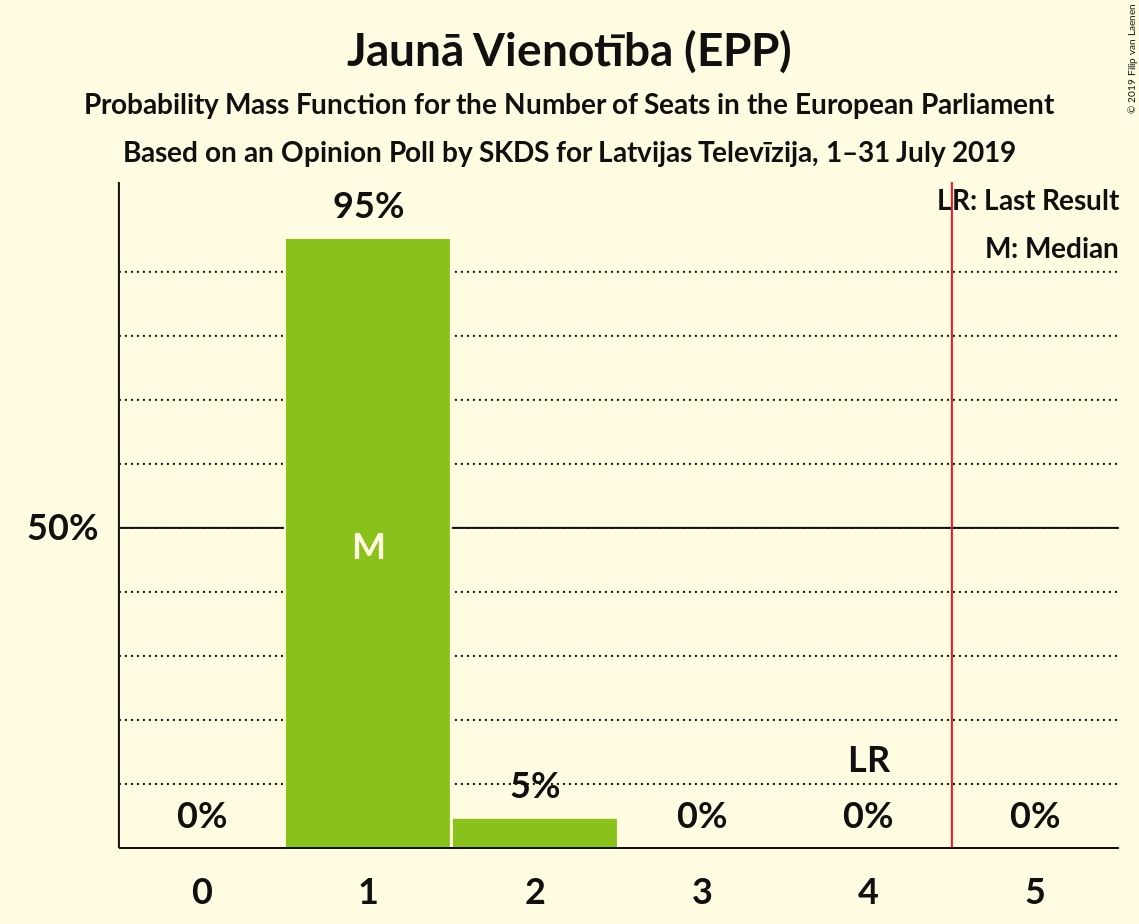 Jaunā Vienotība (EPP)
Probability Mass Function for the Number of Seats in the European Parliament
Based on an Opinion Poll by SKDS for Latvijas Televīzija, 1–31 July 2019
© 2019 Filip van Laenen
LR: Last Result
M: Median
95%
50%
M
LR
5%
0%
0%
0%
0%
0 1 2 3 4 5